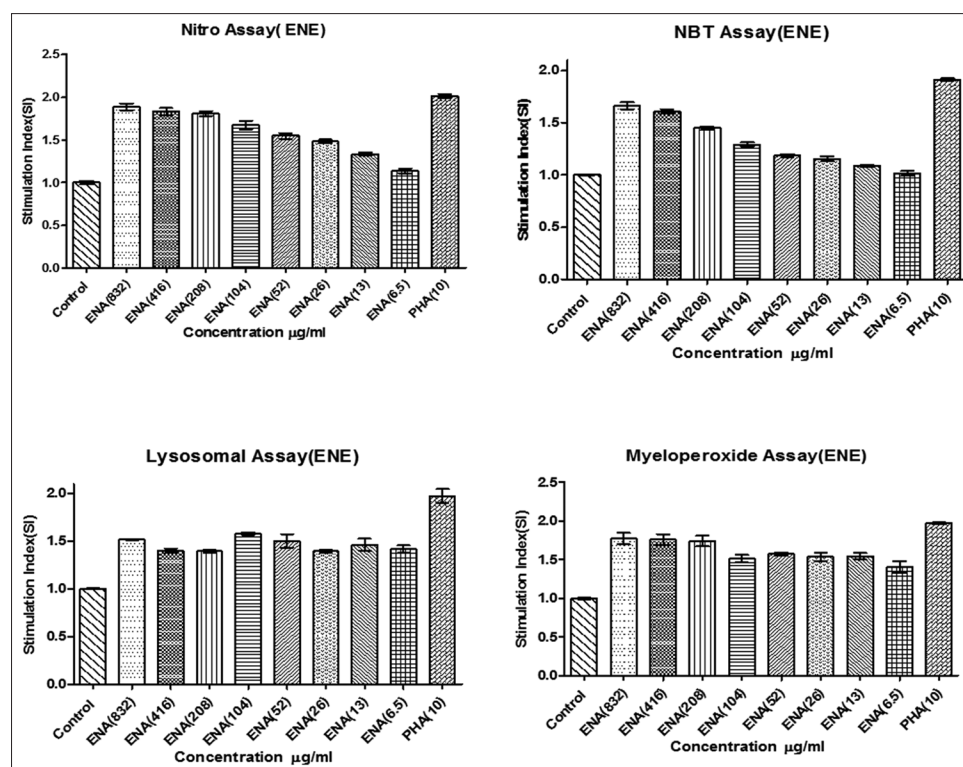 Nitro Assay( ENE)
Stimulation Index(SI)
2.5
2.0
1.5
1.0
0.5
0.0
Control
ENA(832)
ENA(416)
ENA(208)
ENA(104)
ENA(52)
ENA(26)
ENA(13)
ENA(6.5)
PHA(10)
Concentration µg/ml
NBT Assay(ENE)
Stimulation Index(SI)
2.0
1.5
1.0
0.5
0.0
Control
ENA(832)
ENA(416)
ENA(208)
ENA(104)
ENA(52)
ENA(26)
ENA(13)
ENA(6.5)
PHA(10)
Concentration µg/ml
Lysosomal Assay(ENE)
Stimulation Index(SI)
2.0
1.5
1.0
0.5
0.0
Control
ENA(832)
ENA(416)
ENA(208)
ENA(104)
ENA(52)
ENA(26)
ENA(13)
ENA(6.5)
PHA(10)
Concentration µg/ml
Myeloperoxide Assay(ENE)
Stimulation Index(SI)
2.5
2.0
1.5
1.0
0.5
0.0
Control
ENA(832)
ENA(416)
ENA(208)
ENA(104)
ENA(52)
ENA(26)
ENA(13)
ENA(6.5)
PHA(10)
Concentration µg/ml